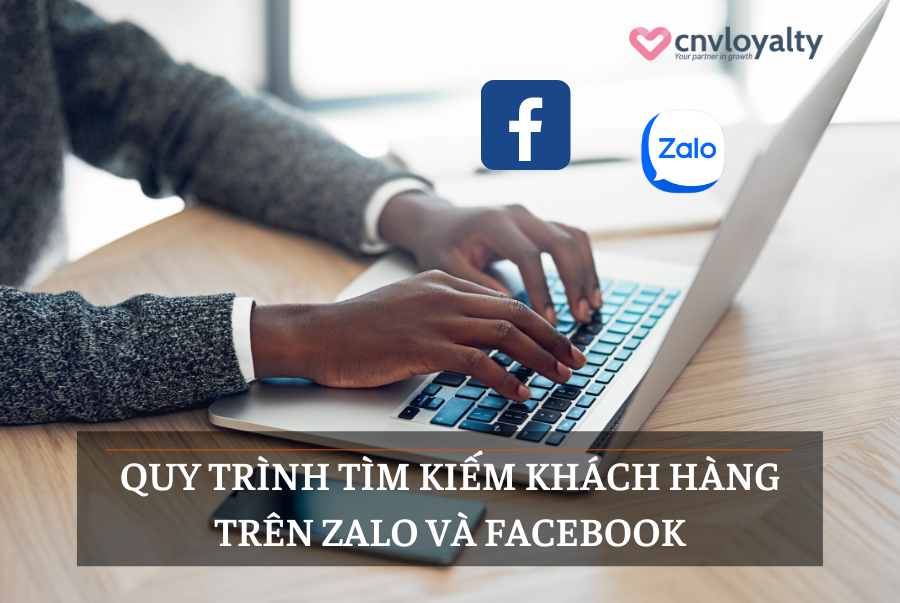 cnvloyalty
Your partner in growth
f
Zalo
QUY TRÌNH TÌM KIẾM KHÁCH HÀNG
TRÊN ZALO VÀ FACEBOOK